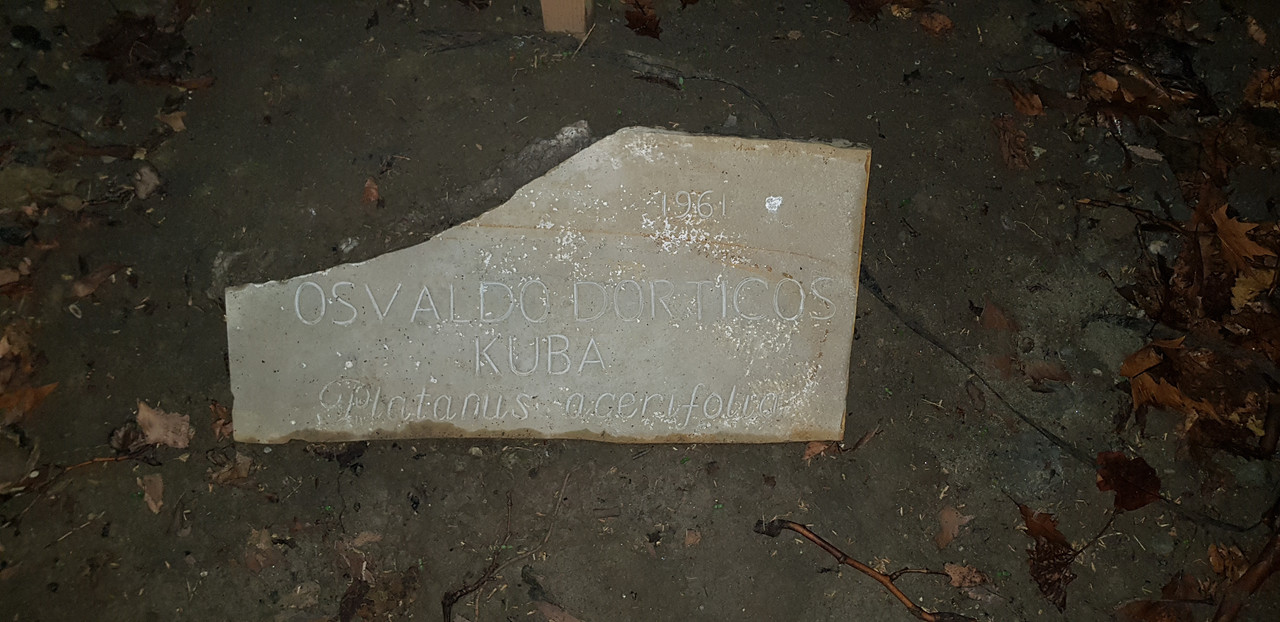 1961
OSVALDO DORTICOS
KUBA
Platanus acerifolia